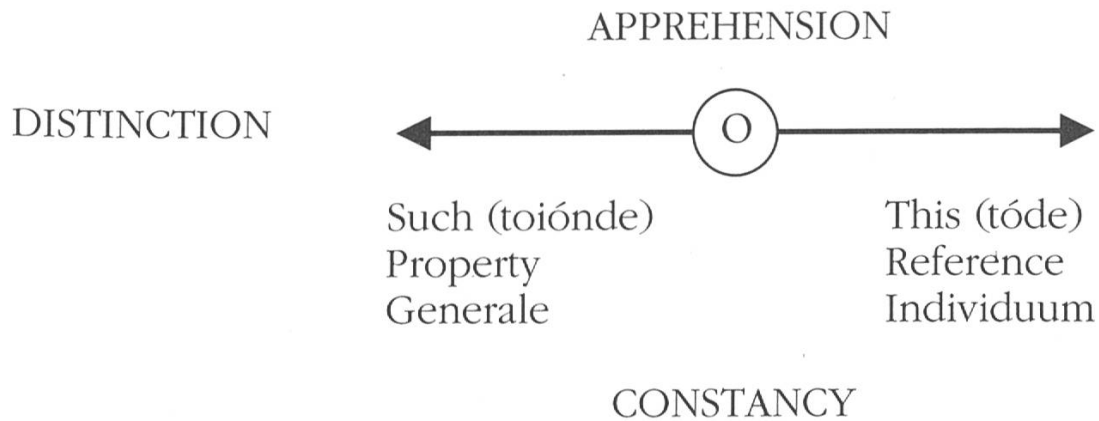 APPREHENSION
DISTINCTION
O
Such (toiónde)
Property
Generale
This (tóde)
Reference
Individuum
CONSTANCY